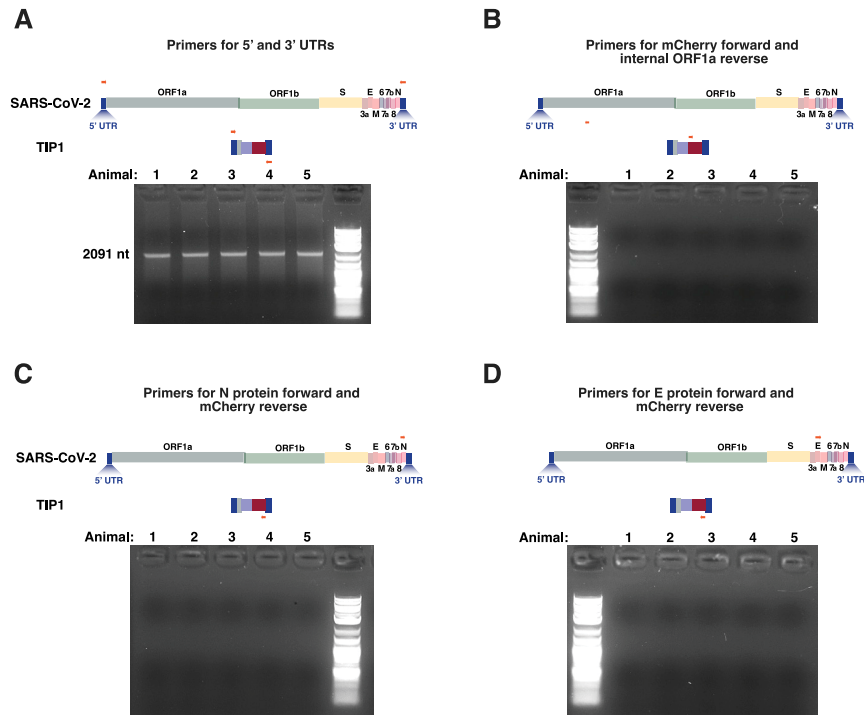 A
Primers for 5' and 3' UTRs
SARS-CoV-2
ORF1a
ORF1b
S
E
67bN
3a M 7a 8
5' UTR
3' UTR
TIP1
Animal: 1 2 3 4 5
2091 nt
B
Primers for mCherry forward and
internal ORF1a reverse
ORF1a
ORF1b
S
E
67bN
3a M 7a 8
5' UTR
3' UTR
1 2 3 4 5
C
Primers for N protein forward and
mCherry reverse
SARS-CoV-2
ORF1a
ORF1b
S
E
67bN
3a M 7a 8
5' UTR
3' UTR
TIP1
Animal: 1 2 3 4 5
D
Primers for E protein forward and
mCherry reverse
ORF1a
ORF1b
S
E
67bN
3a M 7a 8
5' UTR
3' UTR
1 2 3 4 5